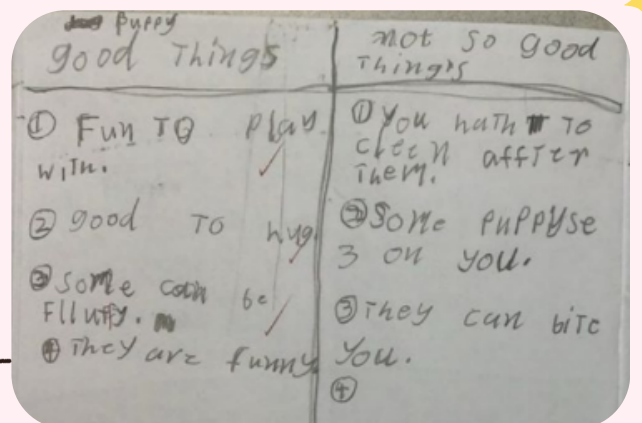 Puppy
good Things
① Fun TO play
with.
② good TO hug.
③ some can be
Flluffy.
④ They are funny
not so good
Things
① You hath TO
cleen affter
them.
② Some puppyse
3 on you.
③ They can bite
you.
④